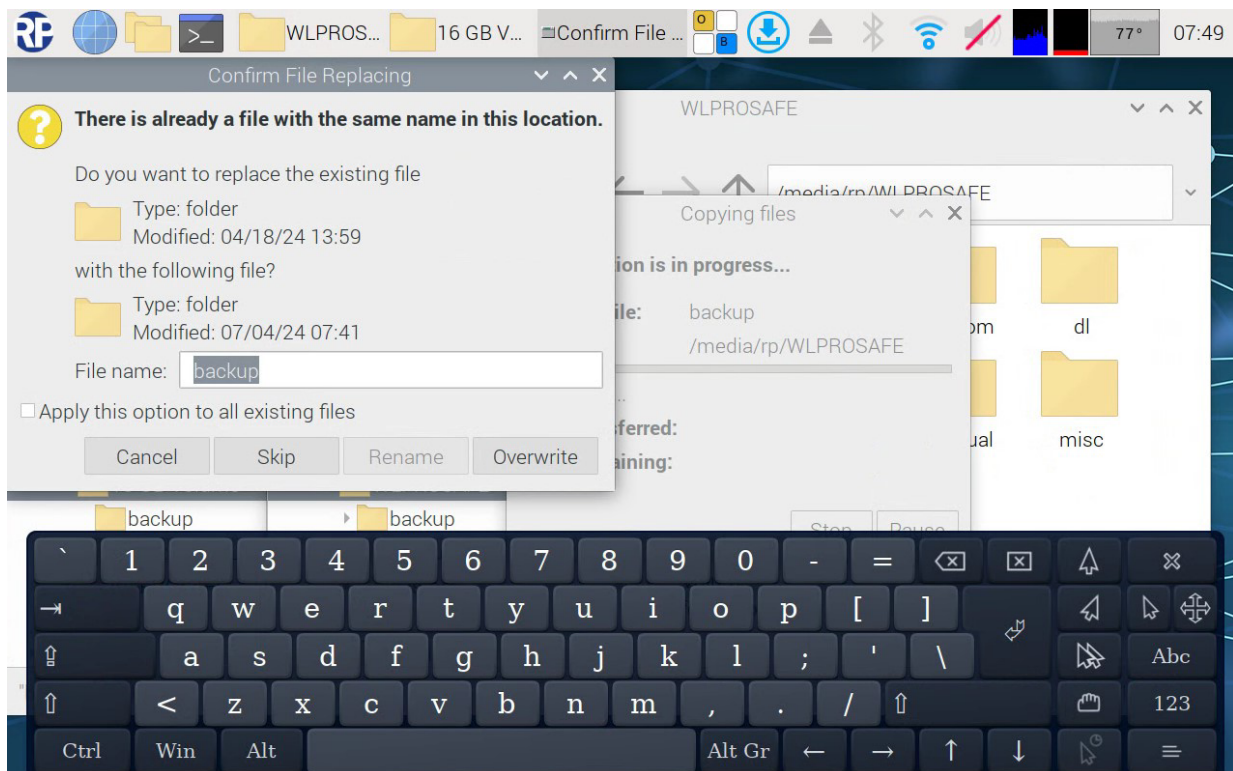 WLPROS... 16 GB V... Confirm File ... O B 77° 07:49
Confirm File Replacing
There is already a file with the same name in this location.
Do you want to replace the existing file
Type: folder
Modified: 04/18/24 13:59
with the following file?
Type: folder
Modified: 07/04/24 07:41
File name: backup
Apply this option to all existing files
Cancel Skip Rename Overwrite
WLPROSAFE
/media/rp/WLPROSAFE
Copying files
ion is in progress...
ile: backup
/media/rp/WLPROSAFE
sferred:
aining:
Stop Pause
om dl
ual misc
backup backup
` 1 2 3 4 5 6 7 8 9 0 - =
q w e r t y u i o p [ ]
a s d f g h j k l ; ' \ Abc
< z x c v b n m , . / 123
Ctrl Win Alt Alt Gr